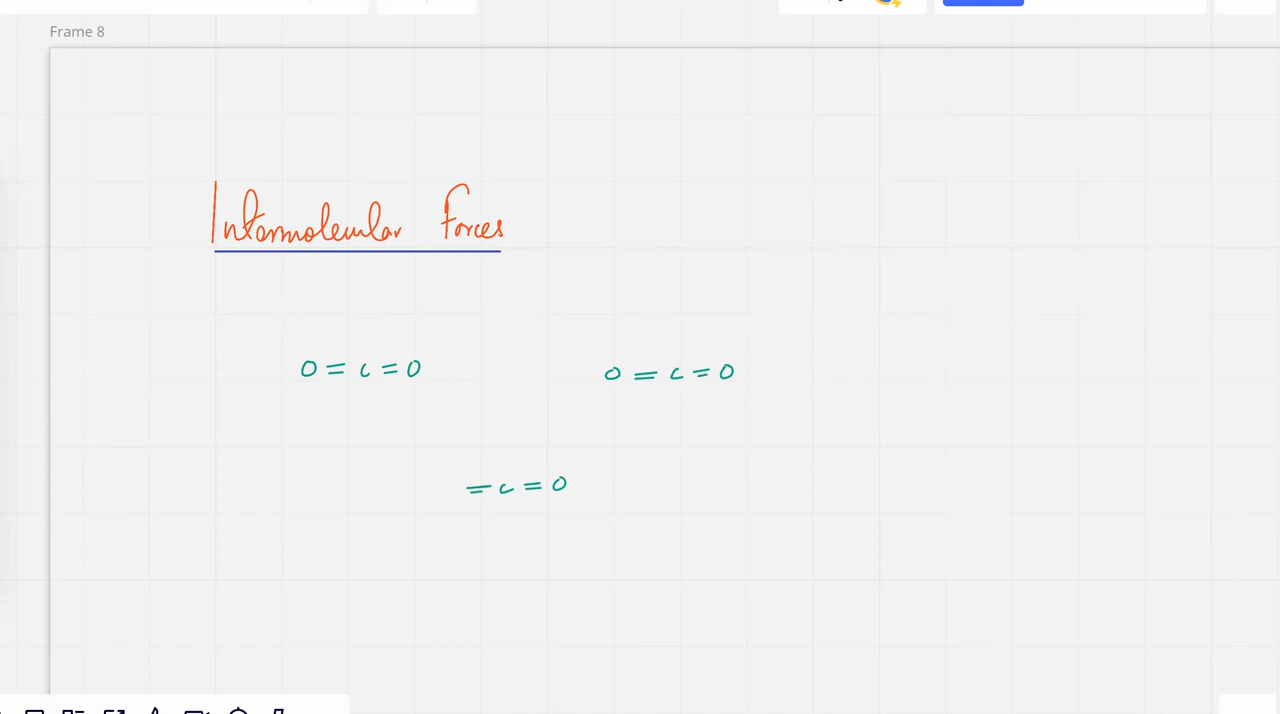 Frame 8
Intermolecular Forces
O = C = O O = C = O
= C = O